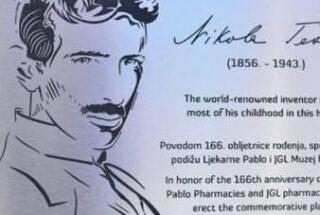 Nikola Tes
(1856. - 1943.)
The world-renowned inventor
most of his childhood in this h
Povodom 166. obljetnice rođenja, sp
podižu Ljekarne Pablo i JGL Muzej
In honor of the 166th anniversary o
Pablo Pharmacies and JGL pharmac
erect the commemorative pla